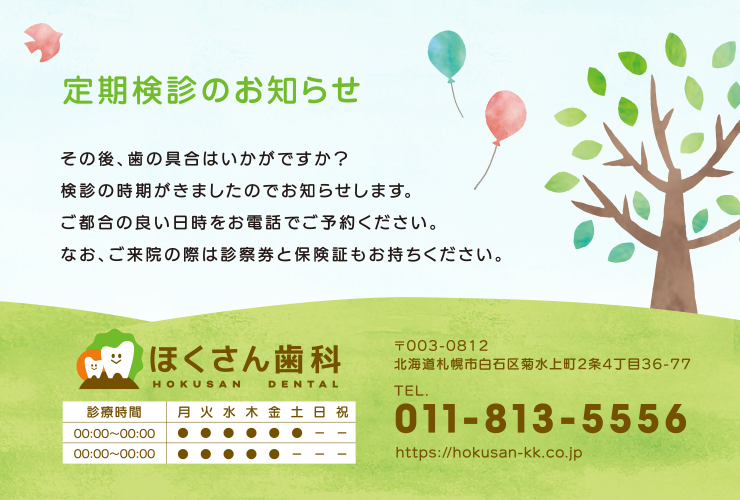 定期検診のお知らせ
その後、歯の具合はいかがですか？
検診の時期がきましたのでお知らせします。
ご都合の良い日時をお電話でご予約ください。
なお、ご来院の際は診察券と保険証もお持ちください。
ほくさん歯科
HOKUSAN DENTAL
診療時間 月 火 水 木 金 土 日 祝
00:00〜00:00 ● ● ● ● ● ● − −
00:00〜00:00 ● ● ● ● ● − − −
〒003-0812
北海道札幌市白石区菊水上町2条4丁目36-77
TEL.
011-813-5556
https://hokusan-kk.co.jp